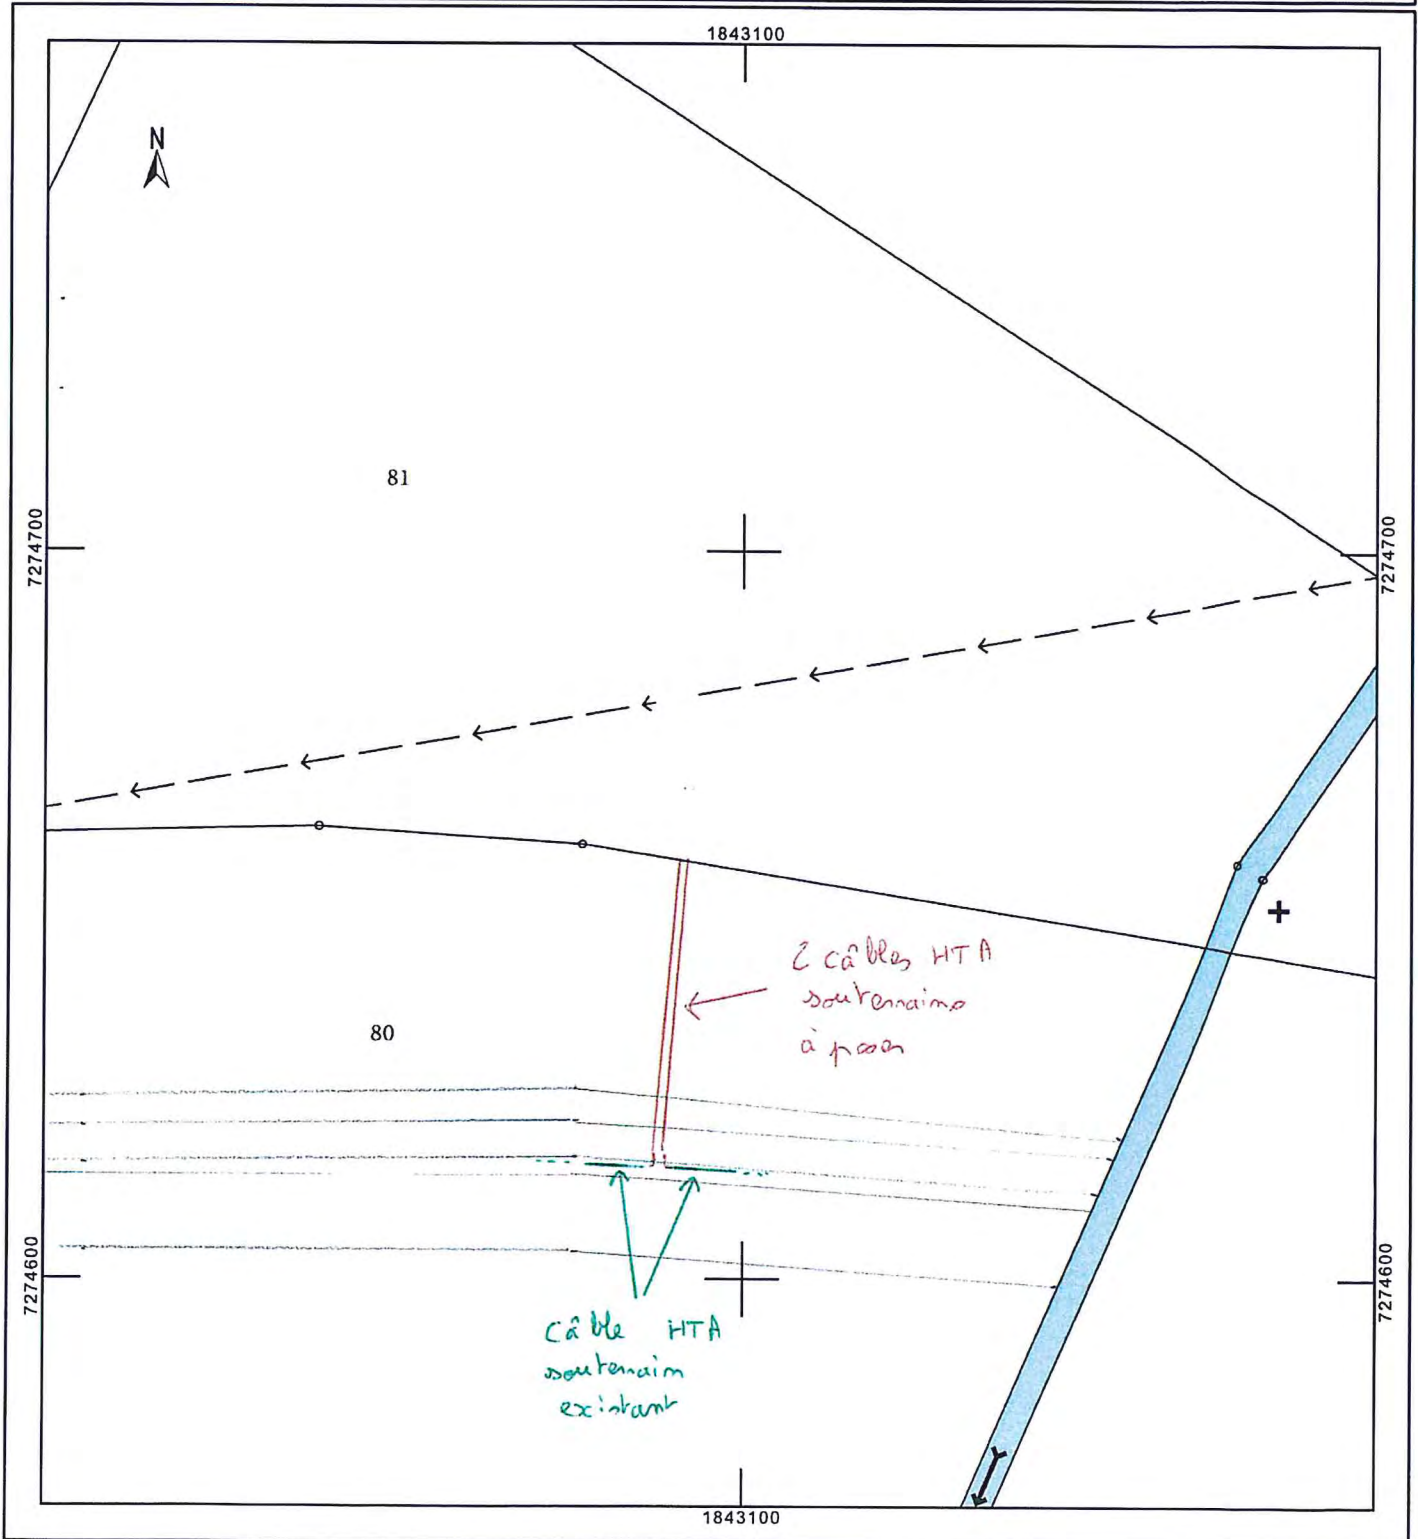 1843100
N
81
7274700
7274700
2 câbles HTA
souterrains
à poser
80
7274600
7274600
Câble HTA
souterrain
existant
1843100